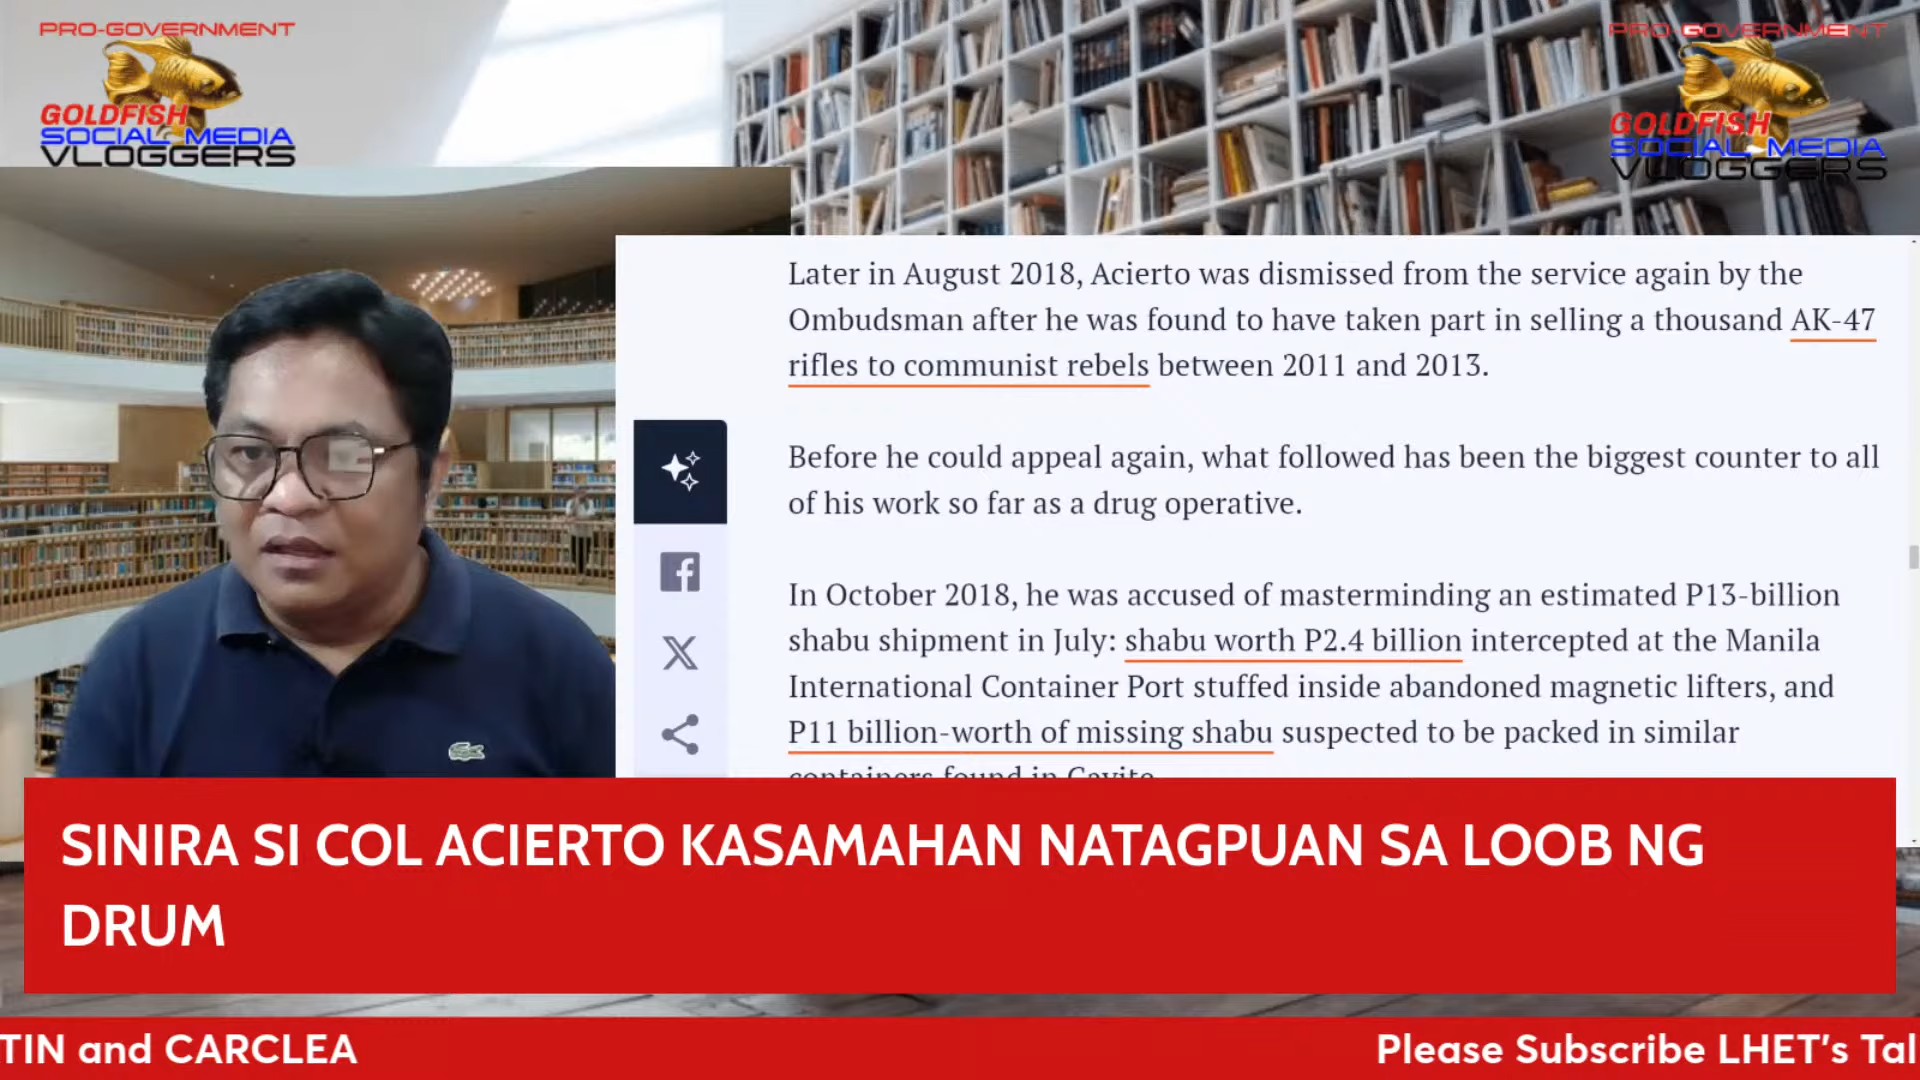 PRO-GOVERNMENT
GOLDFISH
SOCIAL MEDIA
VLOGGERS
PRO-GOVERNMENT
GOLDFISH
SOCIAL MEDIA
VLOGGERS
Later in August 2018, Acierto was dismissed from the service again by the
Ombudsman after he was found to have taken part in selling a thousand AK-47
rifles to communist rebels between 2011 and 2013.
Before he could appeal again, what followed has been the biggest counter to all
of his work so far as a drug operative.
In October 2018, he was accused of masterminding an estimated P13-billion
shabu shipment in July: shabu worth P2.4 billion intercepted at the Manila
International Container Port stuffed inside abandoned magnetic lifters, and
P11 billion-worth of missing shabu suspected to be packed in similar
containers found in Cavite.
SINIRA SI COL ACIERTO KASAMAHAN NATAGPUAN SA LOOB NG
DRUM
TIN and CARCLEA
Please Subscribe LHET's Tal